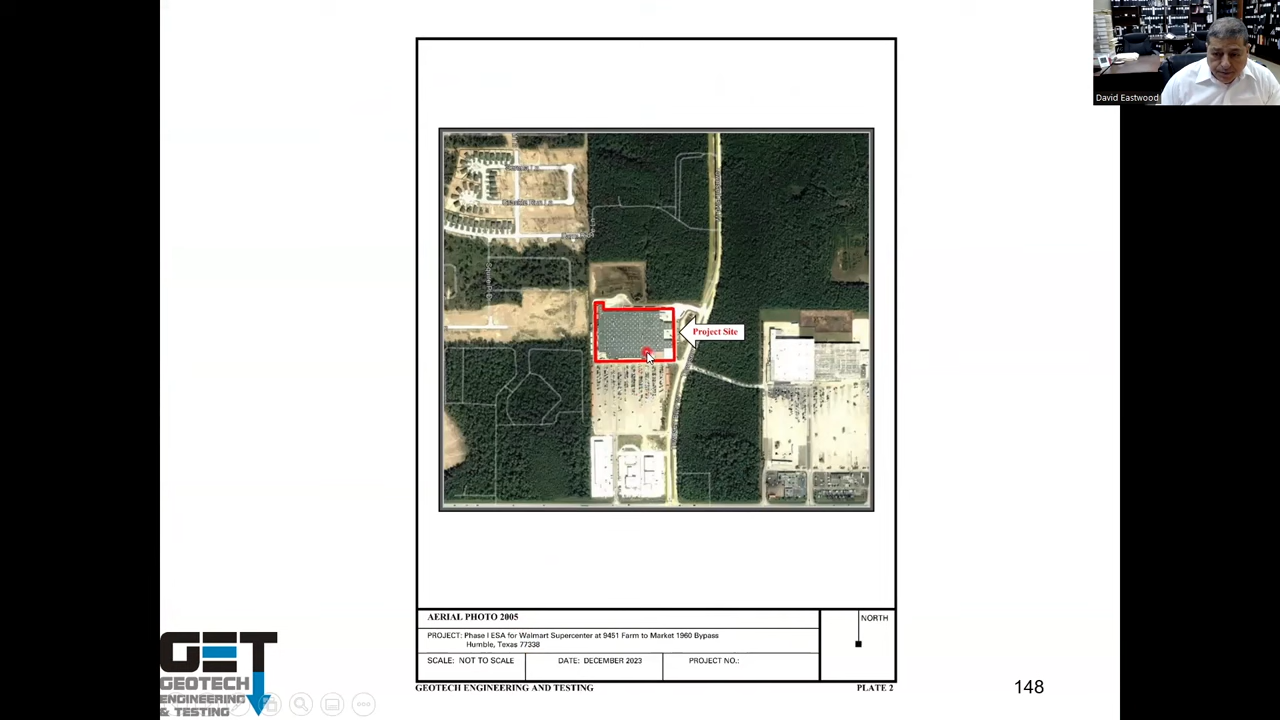 David Eastwood
Project Site
AERIAL PHOTO 2005
NORTH
PROJECT: Phase I ESA for Walmart Supercenter at 9451 Farm to Market 1960 Bypass
Humble, Texas 77338
SCALE: NOT TO SCALE
DATE: DECEMBER 2023
PROJECT NO.:
GEOTECH ENGINEERING AND TESTING
PLATE 2
148
GET
GEOTECH
ENGINEERING
& TESTING